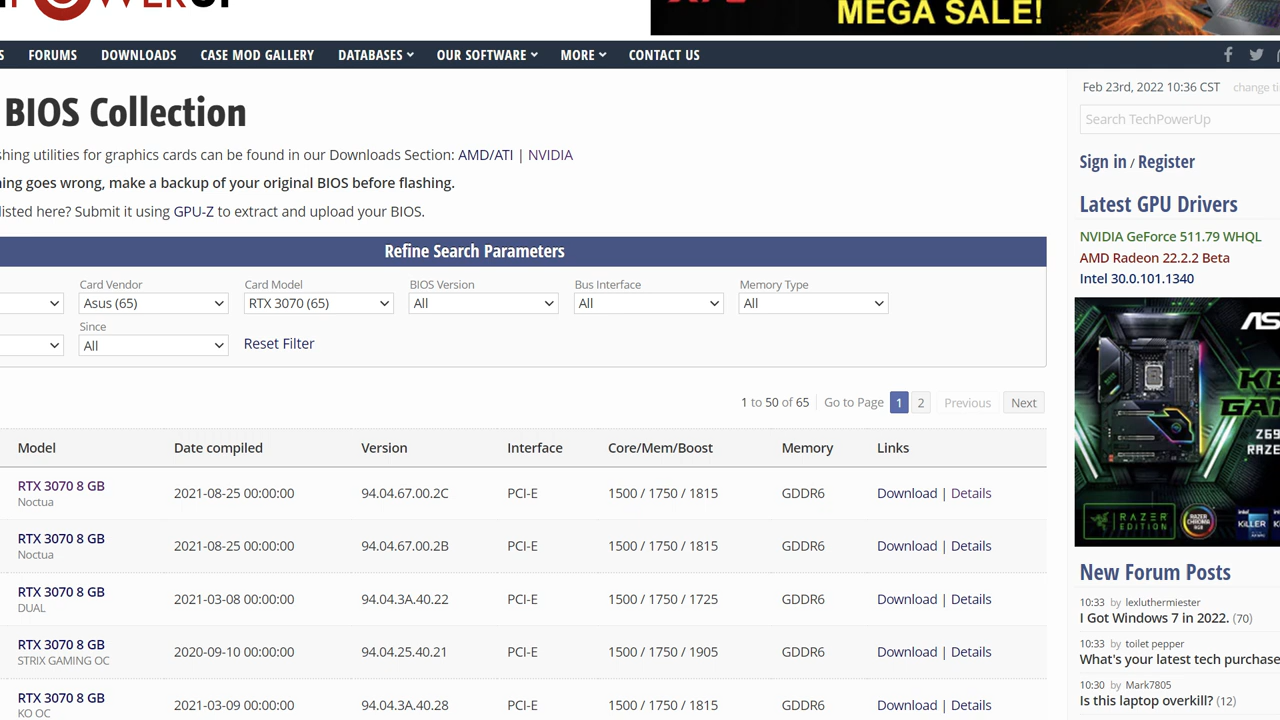 MEGA SALE!
FORUMS DOWNLOADS CASE MOD GALLERY DATABASES OUR SOFTWARE MORE CONTACT US
BIOS Collection
Feb 23rd, 2022 10:36 CST change
Search TechPowerUp
shing utilities for graphics cards can be found in our Downloads Section: AMD/ATI | NVIDIA
ing goes wrong, make a backup of your original BIOS before flashing.
listed here? Submit it using GPU-Z to extract and upload your BIOS.
Sign in / Register
Latest GPU Drivers
NVIDIA GeForce 511.79 WHQL
AMD Radeon 22.2.2 Beta
Intel 30.0.101.1340
Refine Search Parameters
Card Vendor Card Model BIOS Version Bus Interface Memory Type
Asus (65) RTX 3070 (65) All All All
Since
All Reset Filter
1 to 50 of 65 Go to Page 1 2 Previous Next
Model Date compiled Version Interface Core/Mem/Boost Memory Links
RTX 3070 8 GB 2021-08-25 00:00:00 94.04.67.00.2C PCI-E 1500 / 1750 / 1815 GDDR6 Download | Details
Noctua
RTX 3070 8 GB 2021-08-25 00:00:00 94.04.67.00.2B PCI-E 1500 / 1750 / 1815 GDDR6 Download | Details
Noctua
RTX 3070 8 GB 2021-03-08 00:00:00 94.04.3A.40.22 PCI-E 1500 / 1750 / 1725 GDDR6 Download | Details
DUAL
RTX 3070 8 GB 2020-09-10 00:00:00 94.04.25.40.21 PCI-E 1500 / 1750 / 1905 GDDR6 Download | Details
STRIX GAMING OC
RTX 3070 8 GB 2021-03-09 00:00:00 94.04.3A.40.28 PCI-E 1500 / 1750 / 1815 GDDR6 Download | Details
KO OC
RAZER
EDITION
KILLER
New Forum Posts
10:33 by lexluthermiester
I Got Windows 7 in 2022. (70)
10:33 by toilet pepper
What's your latest tech purchase
10:30 by Mark7805
Is this laptop overkill? (12)